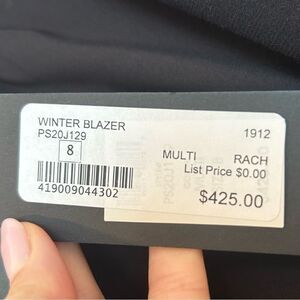 WINTER BLAZER
PS20J129 1912
8
MULTI RACH
List Price $0.00
419009044302
$425.00